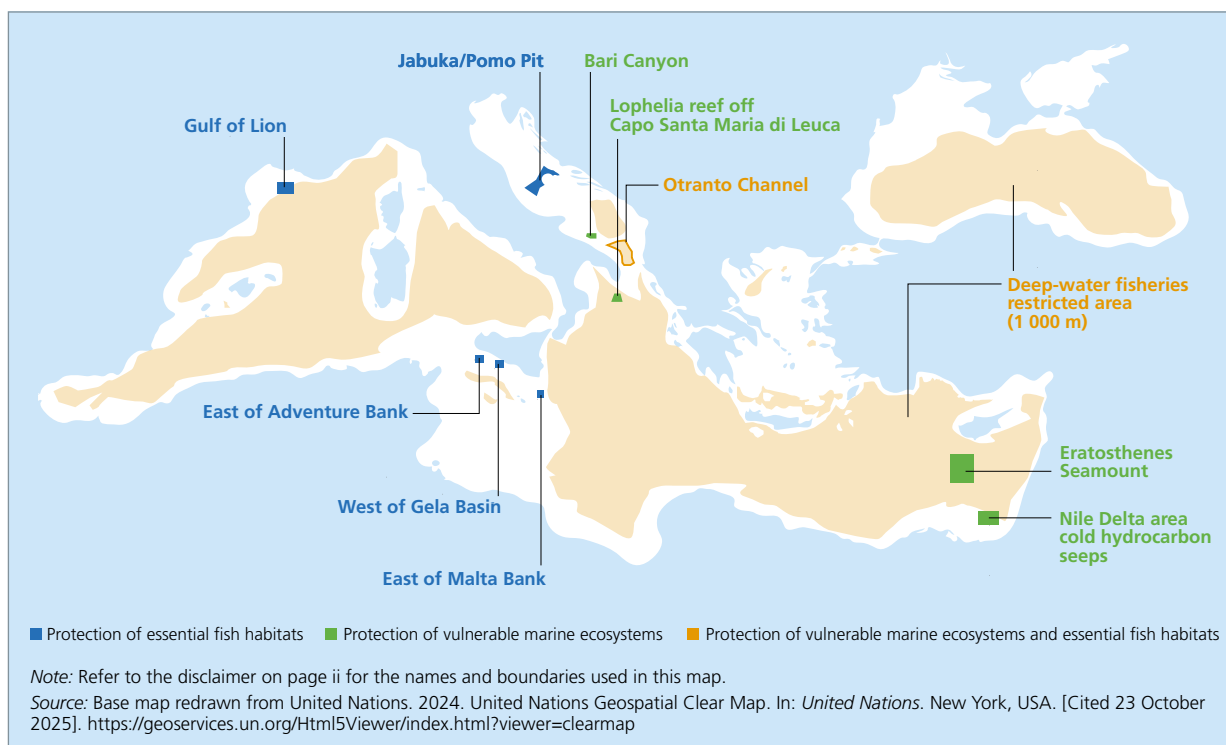 Jabuka/Pomo Pit
Bari Canyon
Lophelia reef off
Capo Santa Maria di Leuca
Gulf of Lion
Otranto Channel
Deep-water fisheries
restricted area
(1 000 m)
East of Adventure Bank
Eratosthenes
Seamount
West of Gela Basin
Nile Delta area
cold hydrocarbon
seeps
East of Malta Bank
Protection of essential fish habitats
Protection of vulnerable marine ecosystems
Protection of vulnerable marine ecosystems and essential fish habitats
Note: Refer to the disclaimer on page ii for the names and boundaries used in this map.
Source: Base map redrawn from United Nations. 2024. United Nations Geospatial Clear Map. In: United Nations. New York, USA. [Cited 23 October
2025]. https://geoservices.un.org/Html5Viewer/index.html?viewer=clearmap